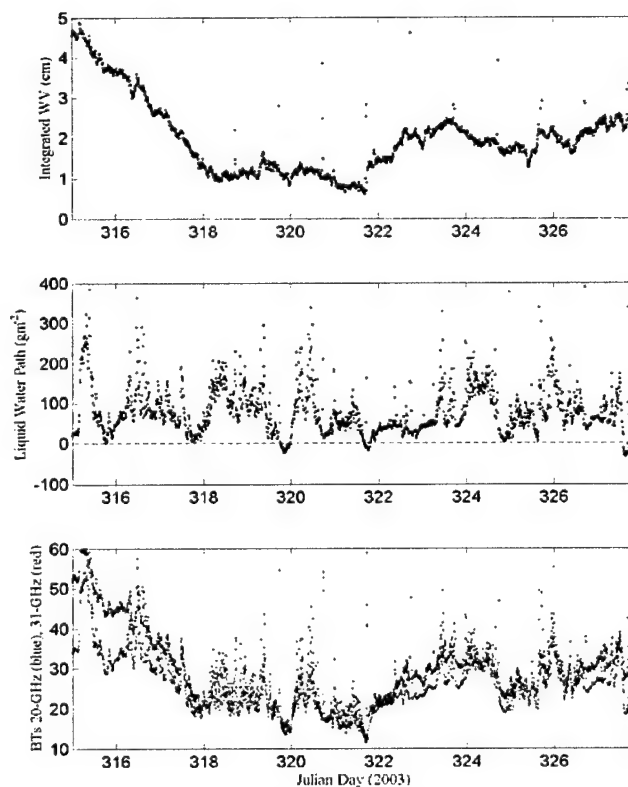 5
4
3
2
1
0
Integrated WV (cm)
316 318 320 322 324 326
400
300
200
100
0
-100
Liquid Water Path (gm-2)
316 318 320 322 324 326
60
50
40
30
20
10
BTs 20-GHz (blue), 31-GHz (red)
316 318 320 322 324 326
Julian Day (2003)